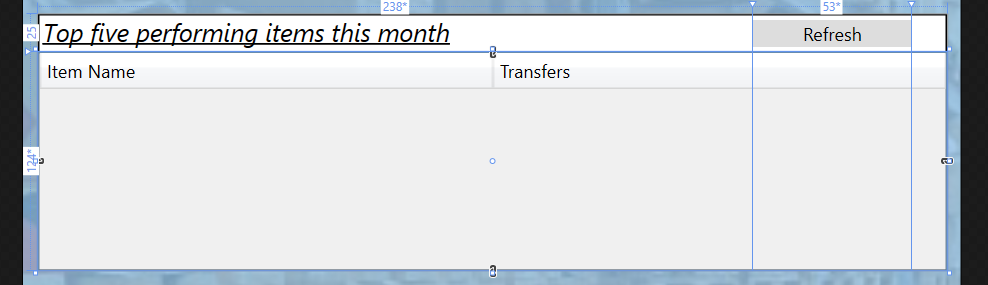 238* 53*
25 Top five performing items this month Refresh
Item Name Transfers
124*